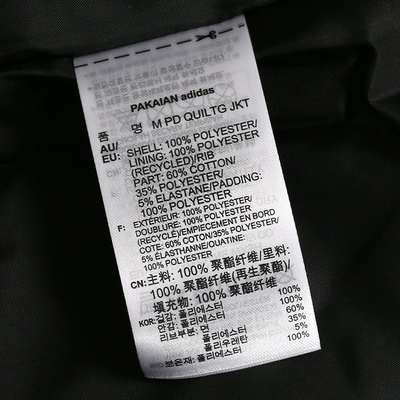 PAKAIAN adidas
품 명 M PD QUILTG JKT
AU/ SHELL: 100% POLYESTER/
EU: LINING: 100% POLYESTER
(RECYCLED)/RIB
PART: 60% COTTON/
35% POLYESTER/
5% ELASTANE/PADDING:
100% POLYESTER
F: EXTÉRIEUR: 100% POLYESTER/
DOUBLURE: 100% POLYESTER
(RECYCLÉ)/EMPIECEMENT EN BORD
COTE: 60% COTON/35% POLYESTER/
5% ÉLASTHANNE/OUATINE:
100% POLYESTER
CN: 主料: 100% 聚酯纤维/里料:
100% 聚酯纤维(再生聚酯)/
填充物: 100% 聚酯纤维
KOR: 겉감: 폴리에스터 100%
안감: 폴리에스터 100%
리브부분: 면 60%
폴리에스터 35%
폴리우레탄 5%
보온재: 폴리에스터 100%